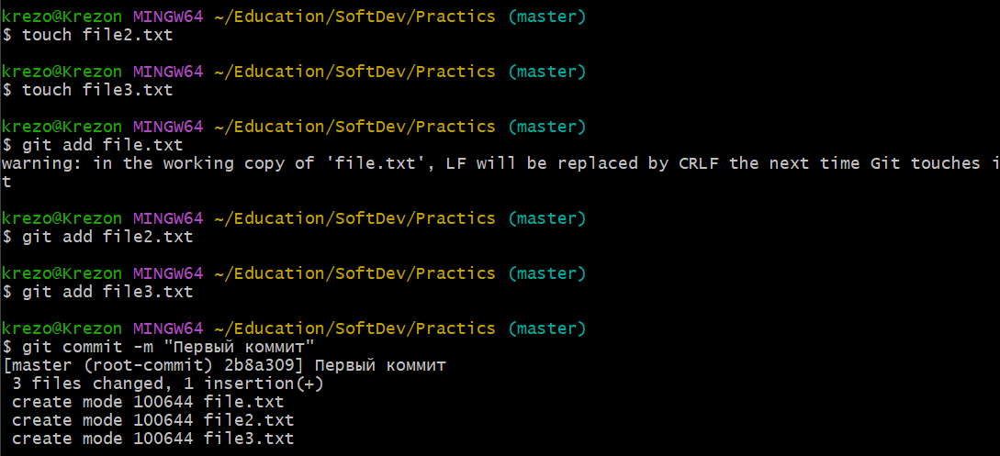 krezo@Krezon MINGW64 ~/Education/SoftDev/Practics (master)
$ touch file2.txt
krezo@Krezon MINGW64 ~/Education/SoftDev/Practics (master)
$ touch file3.txt
krezo@Krezon MINGW64 ~/Education/SoftDev/Practics (master)
$ git add file.txt
warning: in the working copy of 'file.txt', LF will be replaced by CRLF the next time Git touches i
t
krezo@Krezon MINGW64 ~/Education/SoftDev/Practics (master)
$ git add file2.txt
krezo@Krezon MINGW64 ~/Education/SoftDev/Practics (master)
$ git add file3.txt
krezo@Krezon MINGW64 ~/Education/SoftDev/Practics (master)
$ git commit -m "Первый коммит"
[master (root-commit) 2b8a309] Первый коммит
 3 files changed, 1 insertion(+)
 create mode 100644 file.txt
 create mode 100644 file2.txt
 create mode 100644 file3.txt